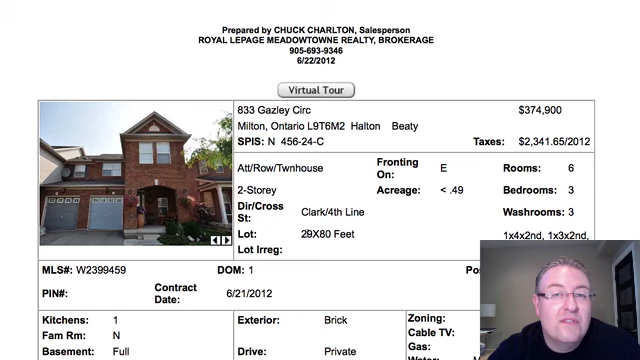 Prepared by CHUCK CHARLTON, Salesperson
ROYAL LEPAGE MEADOWTOWNE REALTY, BROKERAGE
905-693-9346
6/22/2012
Virtual Tour
833 Gazley Circ $374,900
Milton, Ontario L9T6M2 Halton Beaty
SPIS: N 456-24-C Taxes: $2,341.65/2012
Att/Row/Twnhouse Fronting On: E Rooms: 6
2-Storey Acreage: < .49 Bedrooms: 3
Dir/Cross St: Clark/4th Line Washrooms: 3
Lot: 29X80 Feet 1x4x2nd, 1x3x2nd,
Lot Irreg:
MLS#: W2399459 DOM: 1
PIN#: Contract Date: 6/21/2012
Kitchens: 1 Exterior: Brick Zoning:
Fam Rm: N Cable TV:
Basement: Full Drive: Private Gas: